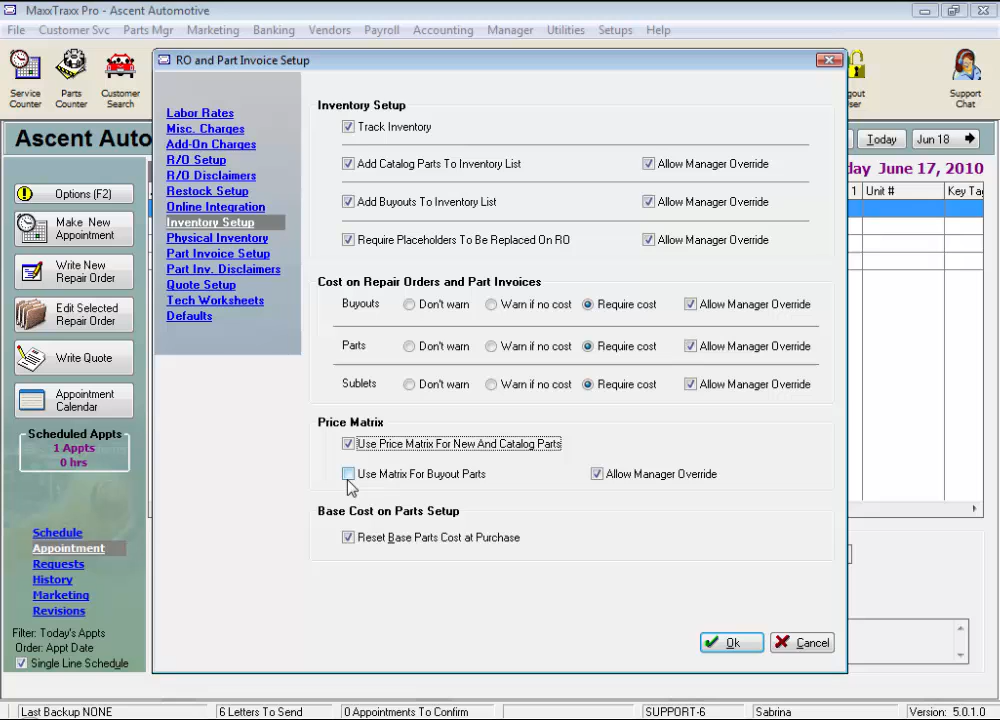 MaxxTraxx Pro - Ascent Automotive
File Customer Svc Parts Mgr Marketing Banking Vendors Payroll Accounting Manager Utilities Setups Help
Service Counter
Parts Counter
Customer Search
Support Chat
RO and Part Invoice Setup
Ascent Auto
Today
Jun 18
June 17, 2010
Unit #
Options (F2)
Make New Appointment
Write New Repair Order
Edit Selected Repair Order
Write Quote
Appointment Calendar
Scheduled Appts
1 Appts
0 hrs
Schedule
Appointment
Requests
History
Marketing
Revisions
Filter: Today's Appts
Order: Appt Date
Single Line Schedule
Labor Rates
Misc. Charges
Add-On Charges
R/O Setup
R/O Disclaimers
Restock Setup
Online Integration
Inventory Setup
Physical Inventory
Part Invoice Setup
Part Inv. Disclaimers
Quote Setup
Tech Worksheets
Defaults
Inventory Setup
Track Inventory
Add Catalog Parts To Inventory List Allow Manager Override
Add Buyouts To Inventory List Allow Manager Override
Require Placeholders To Be Replaced On RO Allow Manager Override
Cost on Repair Orders and Part Invoices
Buyouts Don't warn Warn if no cost Require cost Allow Manager Override
Parts Don't warn Warn if no cost Require cost Allow Manager Override
Sublets Don't warn Warn if no cost Require cost Allow Manager Override
Price Matrix
Use Price Matrix For New And Catalog Parts
Use Matrix For Buyout Parts Allow Manager Override
Base Cost on Parts Setup
Reset Base Parts Cost at Purchase
Ok Cancel
Last Backup NONE 6 Letters To Send 0 Appointments To Confirm SUPPORT-6 Sabrina Version: 5.0.1.0